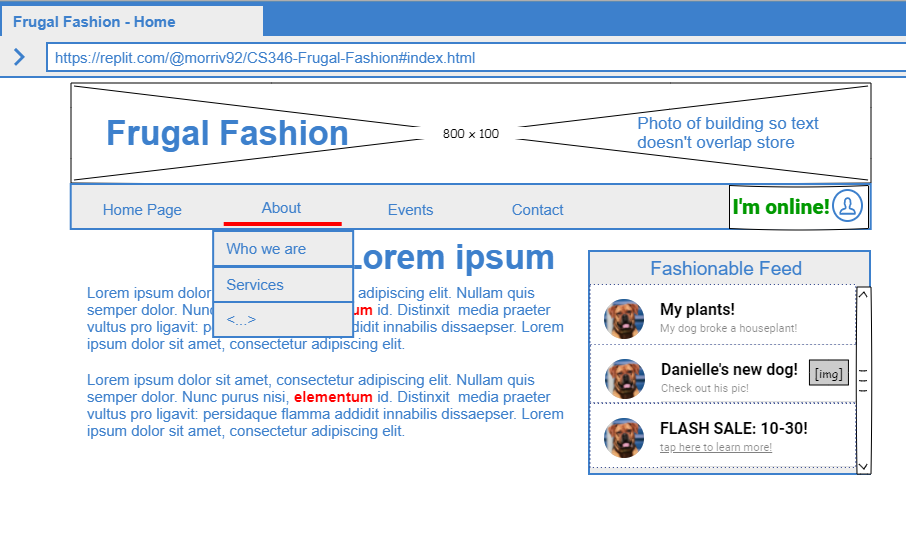 Frugal Fashion - Home
https://replit.com/@morriv92/CS346-Frugal-Fashion#index.html
Frugal Fashion
800 x 100
Photo of building so text
doesn't overlap store
Home Page
About
Events
Contact
I'm online!
Who we are
Services
<...>
Lorem ipsum
Lorem ipsum dolor adipiscing elit. Nullam quis
semper dolor. Nunc um id. Distinxit media praeter
vultus pro ligavit: p addidit innabilis dissaepser. Lorem
ipsum dolor sit amet, consectetur adipiscing elit.
Lorem ipsum dolor sit amet, consectetur adipiscing elit. Nullam quis
semper dolor. Nunc purus nisi, elementum id. Distinxit media praeter
vultus pro ligavit: persidaque flamma addidit innabilis dissaepser. Lorem
ipsum dolor sit amet, consectetur adipiscing elit.
Fashionable Feed
My plants!
My dog broke a houseplant!
Danielle's new dog!
[img]
Check out his pic!
FLASH SALE: 10-30!
tap here to learn more!